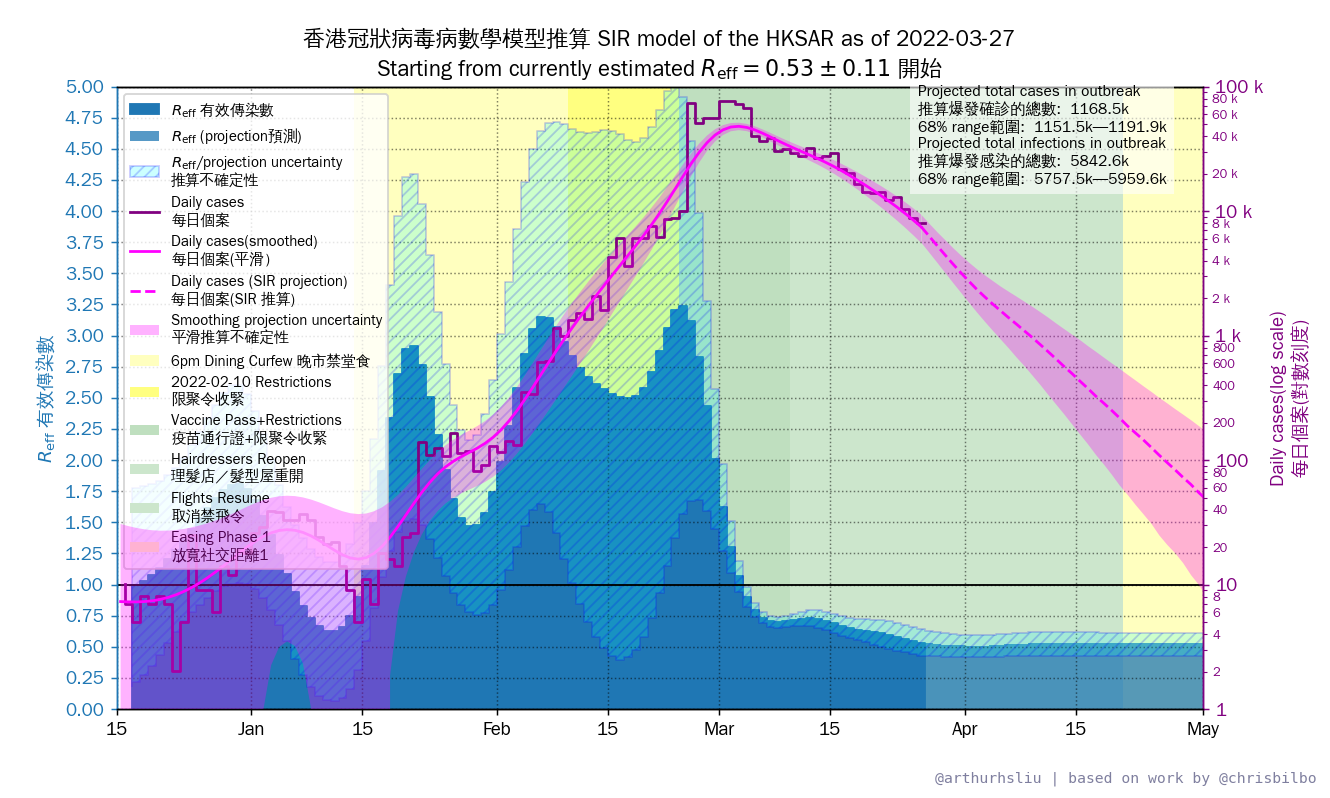 香港冠狀病毒病數學模型推算 SIR model of the HKSAR as of 2022-03-27
Starting from currently estimated R_eff = 0.53 ± 0.11 開始
R_eff 有效傳染數
R_eff (projection預測)
R_eff/projection uncertainty
推算不確定性
Daily cases
每日個案
Daily cases(smoothed)
每日個案(平滑)
Daily cases (SIR projection)
每日個案(SIR 推算)
Smoothing projection uncertainty
平滑推算不確定性
6pm Dining Curfew 晚市禁堂食
2022-02-10 Restrictions
限聚令收緊
Vaccine Pass+Restrictions
疫苗通行證+限聚令收緊
Hairdressers Reopen
理髮店／髮型屋重開
Flights Resume
取消禁飛令
Easing Phase 1
放寬社交距離1
Projected total cases in outbreak
推算爆發確診的總數: 1168.5k
68% range範圍: 1151.5k—1191.9k
Projected total infections in outbreak
推算爆發感染的總數: 5842.6k
68% range範圍: 5757.5k—5959.6k
R_eff 有效傳染數
5.00
4.75
4.50
4.25
4.00
3.75
3.50
3.25
3.00
2.75
2.50
2.25
2.00
1.75
1.50
1.25
1.00
0.75
0.50
0.25
0.00
100 k
80 k
60 k
40 k
20 k
10 k
8 k
6 k
4 k
2 k
1 k
800
600
400
200
100
80
60
40
20
10
8
6
4
2
1
Daily cases(log scale)
每日個案(對數刻度)
15
Jan
15
Feb
15
Mar
15
Apr
15
May
@arthurhsliu | based on work by @chrisbilbo